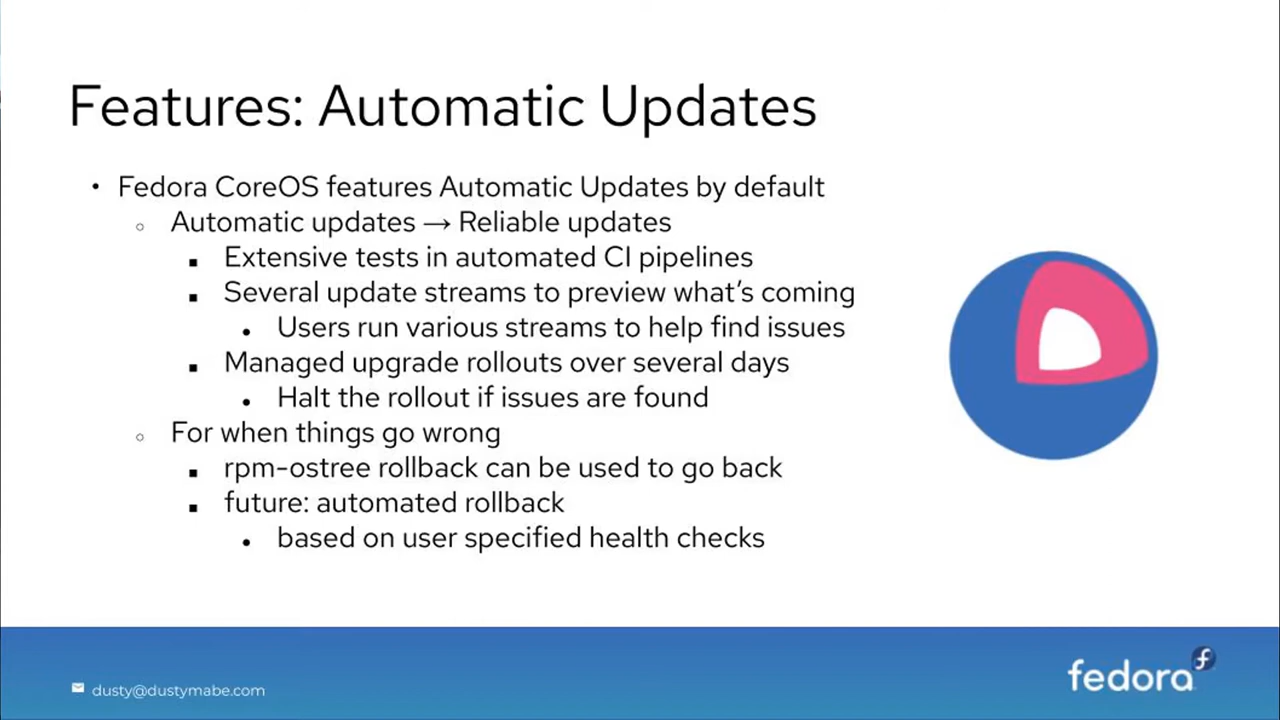 Features: Automatic Updates
• Fedora CoreOS features Automatic Updates by default
○ Automatic updates → Reliable updates
■ Extensive tests in automated CI pipelines
■ Several update streams to preview what's coming
● Users run various streams to help find issues
■ Managed upgrade rollouts over several days
● Halt the rollout if issues are found
○ For when things go wrong
■ rpm-ostree rollback can be used to go back
■ future: automated rollback
● based on user specified health checks
dusty@dustymabe.com
fedora